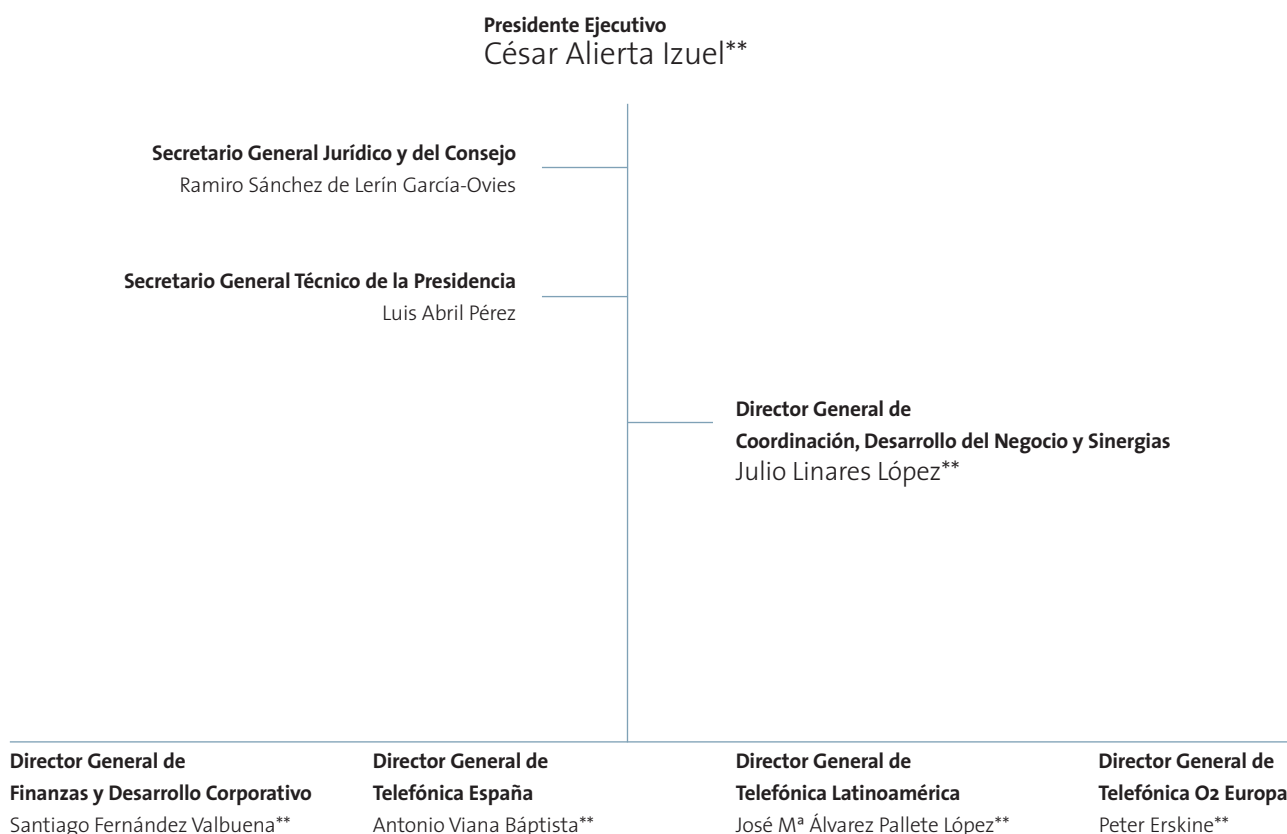 Presidente Ejecutivo
César Alierta Izuel**
Secretario General Jurídico y del Consejo
Ramiro Sánchez de Lerín García-Ovies
Secretario General Técnico de la Presidencia
Luis Abril Pérez
Director General de
Coordinación, Desarrollo del Negocio y Sinergias
Julio Linares López**
Director General de
Finanzas y Desarrollo Corporativo
Santiago Fernández Valbuena**
Director General de
Telefónica España
Antonio Viana Báptista**
Director General de
Telefónica Latinoamérica
José Mª Álvarez Pallete López**
Director General de
Telefónica O2 Europa
Peter Erskine**